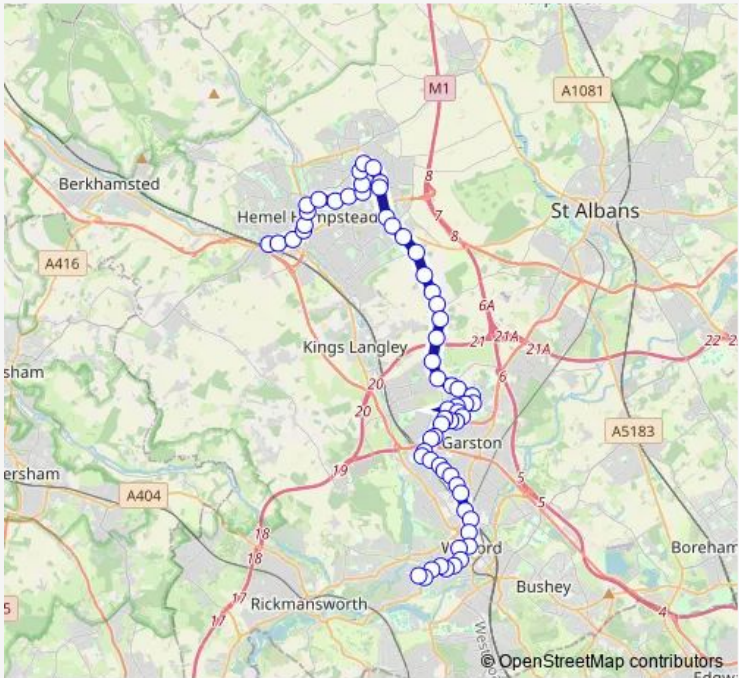 M1
A1081
Berkhamsted
8
St Albans
Hemel Hempstead
7
8
A416
6A
Kings Langley
21
21A
21A
22
sham
20
6
20
A5183
Garston
ersham
19
A404
5
5
18
18
Watford
Boreham
Bushey
17
5
Rickmansworth
4
17
© OpenStreetMap contributors